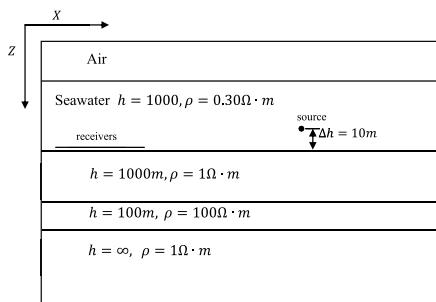 X
Z
Air
Seawater h = 1000, ρ = 0.30Ω · m
source
receivers
Δh = 10m
h = 1000m, ρ = 1Ω · m
h = 100m, ρ = 100Ω · m
h = ∞, ρ = 1Ω · m